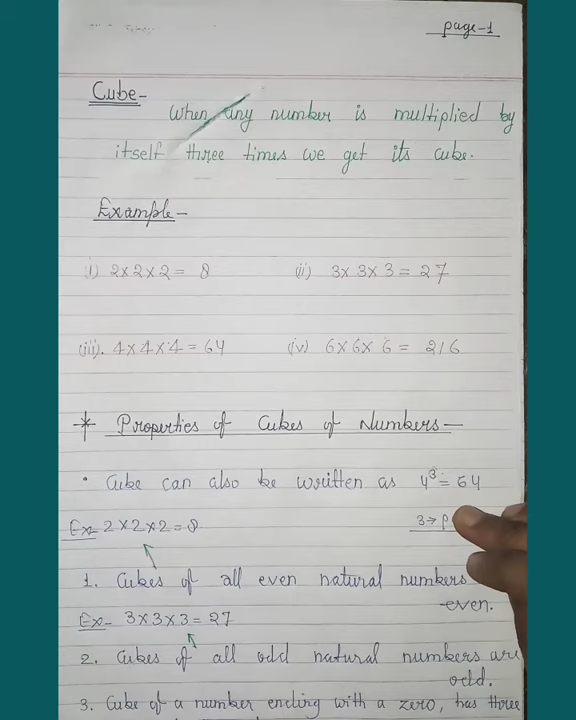 page-1
Cube-
When any number is multiplied by
itself three times we get its cube.
Example-
(i) 2×2×2= 8 (ii) 3×3×3=27
(iii). 4×4×4=64 (iv) 6×6×6= 216
* Properties of Cubes of Numbers-
• Cube can also be written as 4³=64
Ex- 2×2×2=8 3→
1. Cubes of all even natural numbers
-even.
Ex- 3×3×3=27
2. Cubes of all odd natural numbers are
odd.
3. Cube of a number ending with a zero, has three